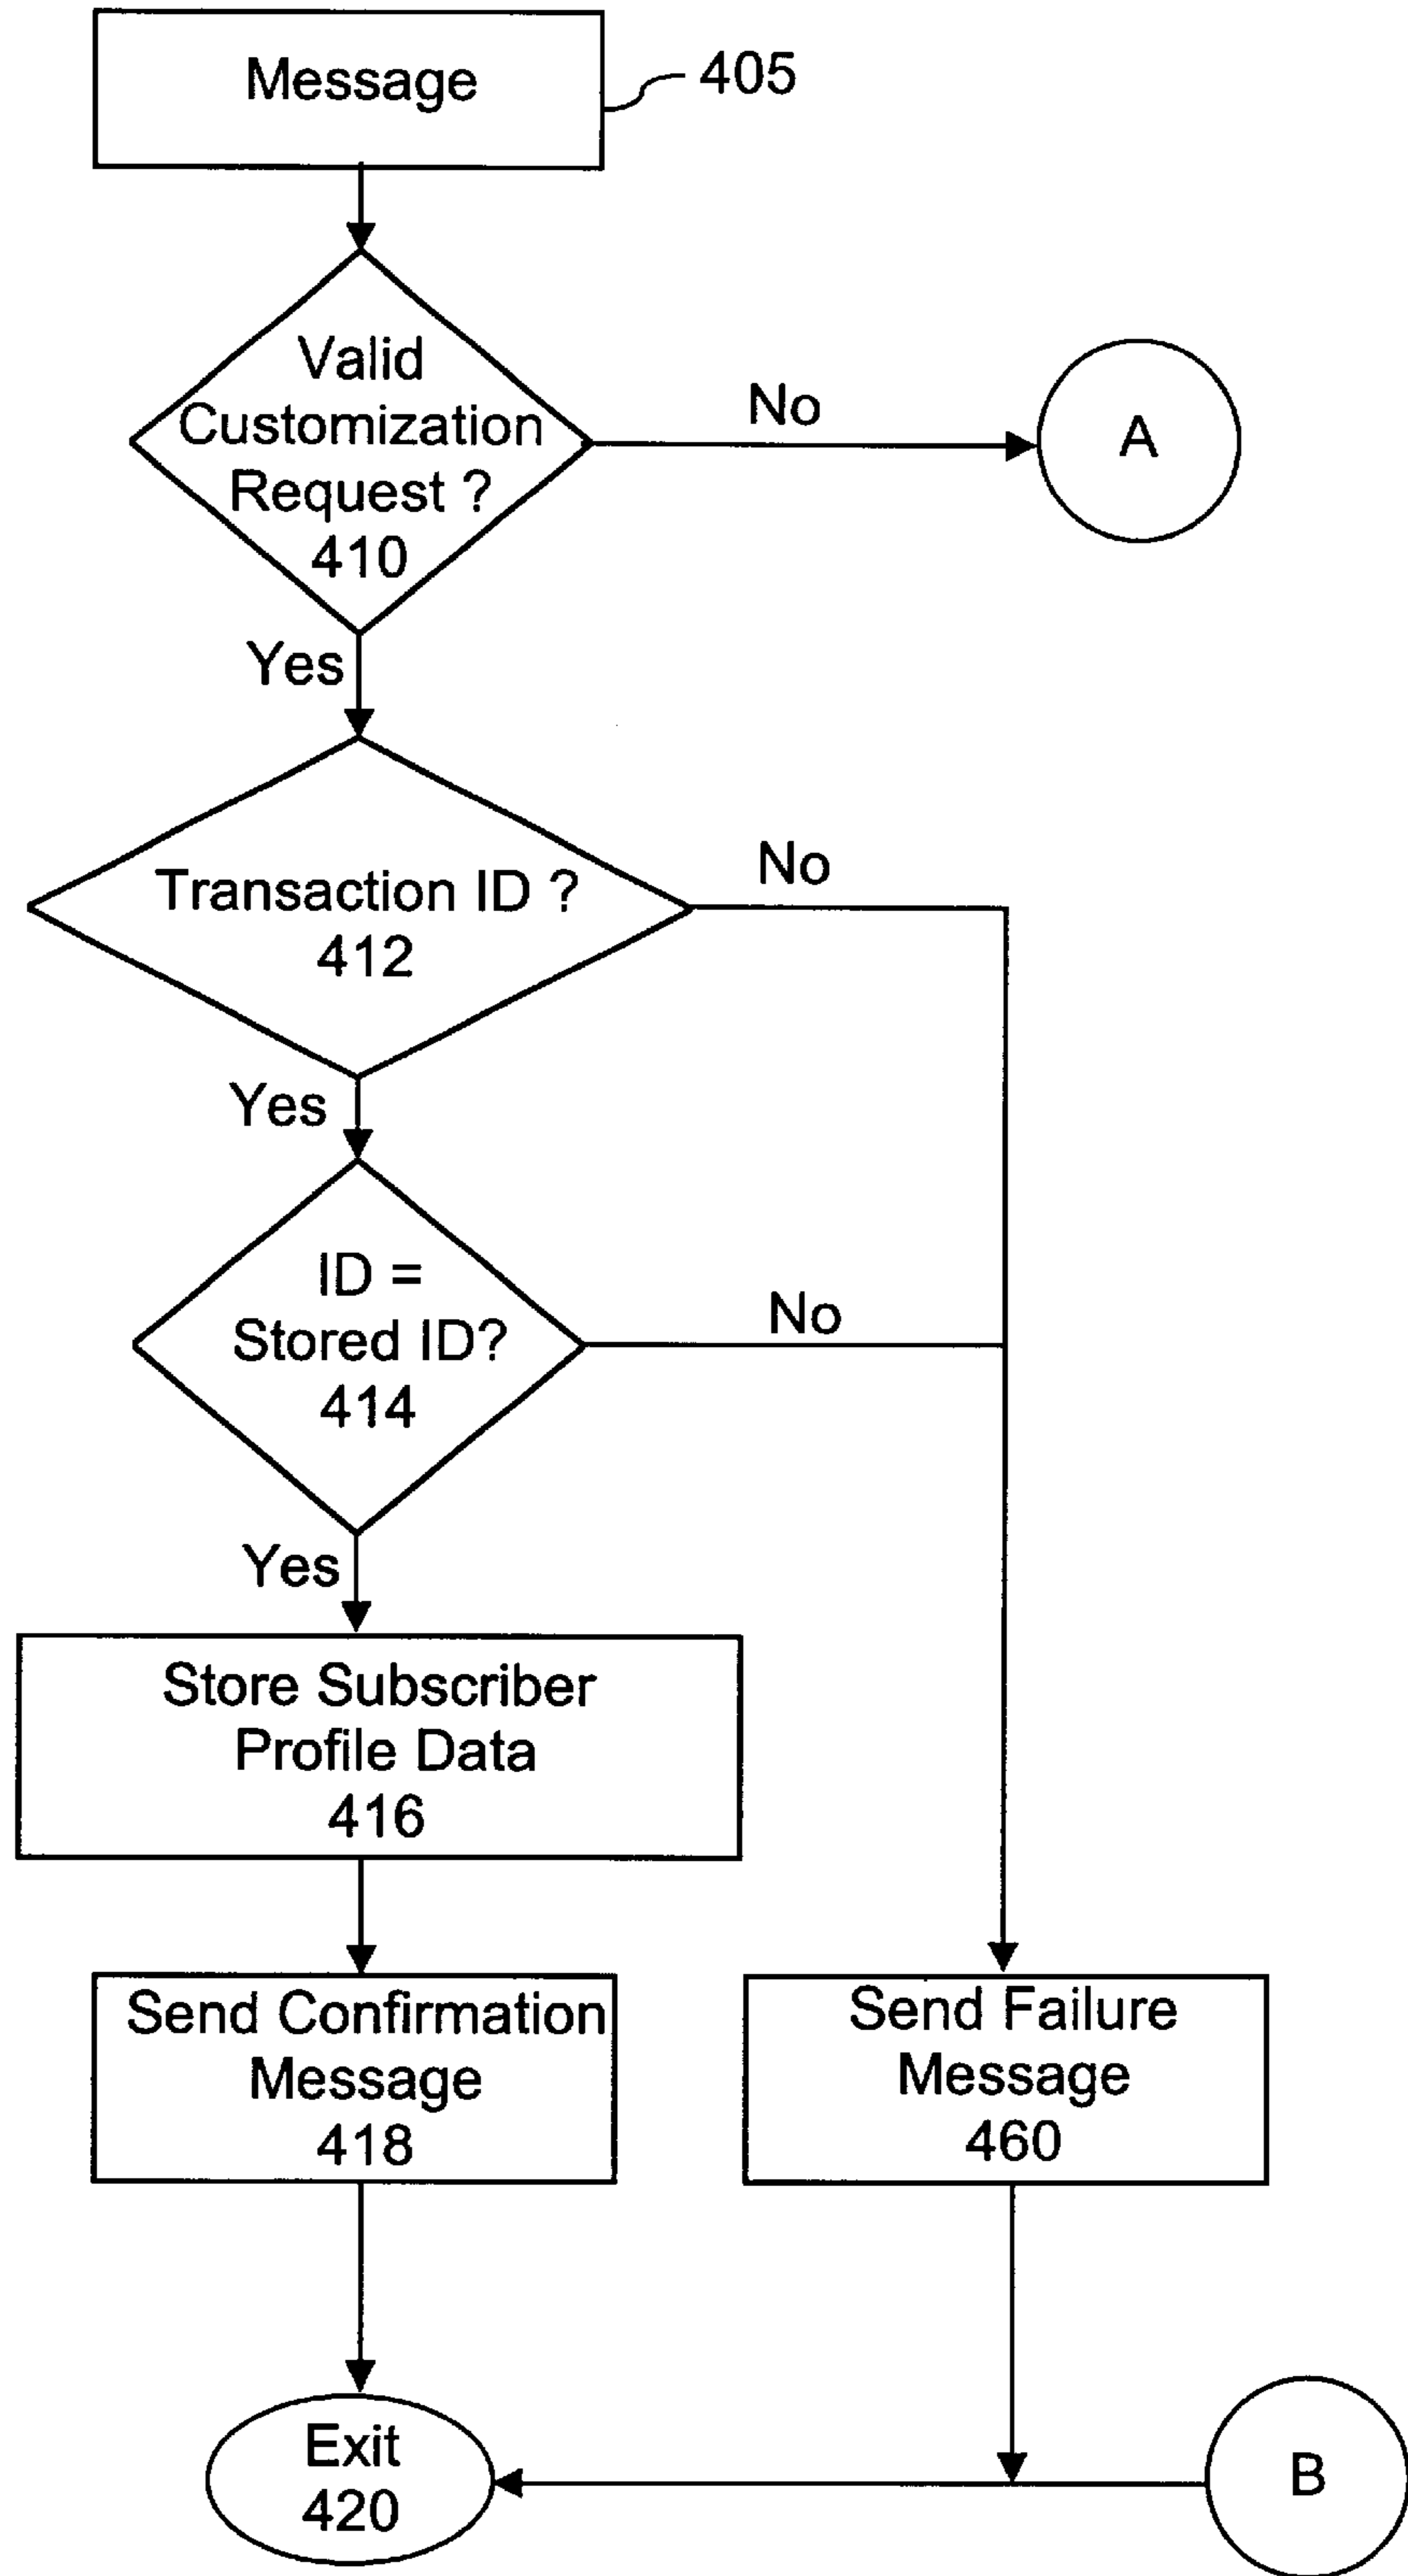 Message
405
Valid
Customization
Request ?
410
No
A
Yes
Transaction ID ?
412
No
Yes
ID =
Stored ID?
414
No
Yes
Store Subscriber
Profile Data
416
Send Confirmation
Message
418
Send Failure
Message
460
Exit
420
B